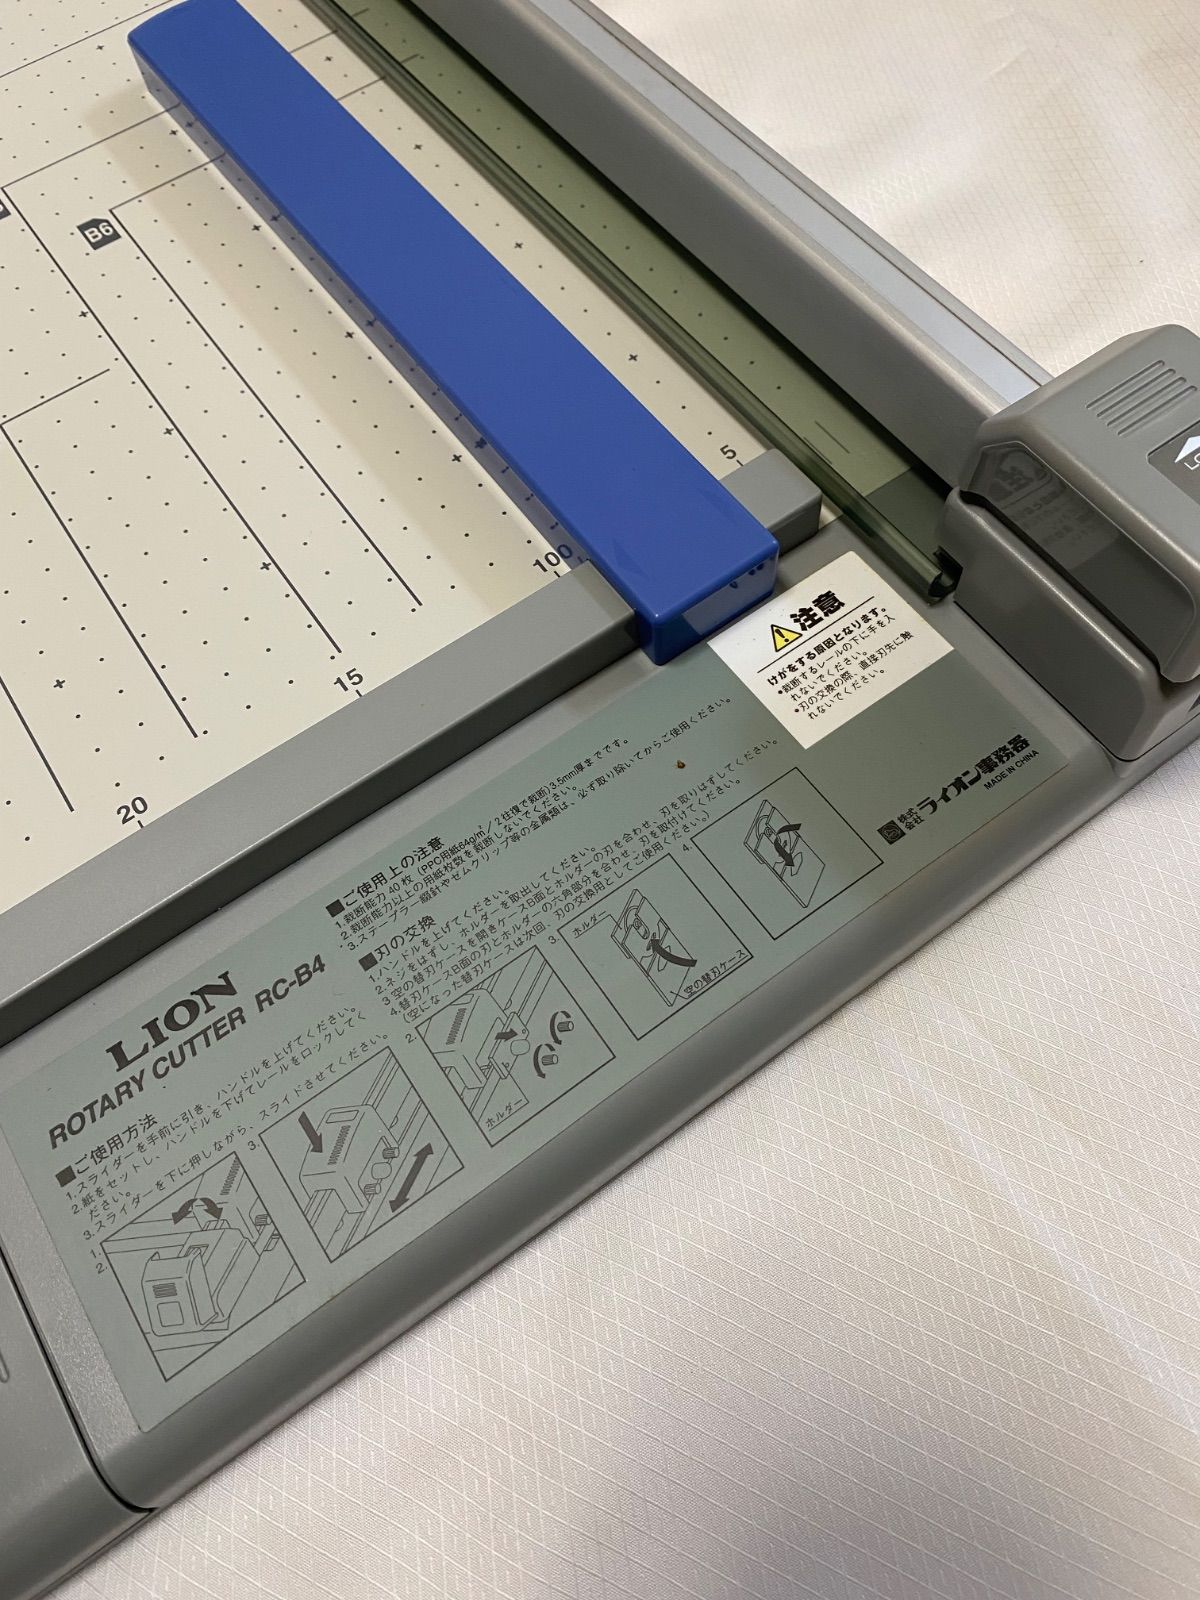 B6
5
100
15
20
注意
けがをする原因となります。
•裁断するレールの下に手を入
れないでください。
•刃の交換の際、直接刃先に触
れないでください。
LION
ROTARY CUTTER RC-B4
■ご使用方法
1.スライダーを手前に引き、ハンドルを上げてください。
2.紙をセットし、ハンドルを下げてレールをロックしてく
ださい。
3.スライダーを下に押しながら、スライドさせてください。
1.
2.
3.
■ご使用上の注意
1.裁断能力40枚(PPC用紙64g/m²/2往復で裁断)3.5mm厚までです。
2.裁断能力以上の用紙枚数を裁断しないでください。
3.ステープラー綴針やゼムクリップ等の金属類は、必ず取り除いてからご使用ください。
■刃の交換
1.ハンドルを上げてください。
2.ネジをはずし、ホルダーを取出してください。
3.空の替刃ケースを開きケースB面とホルダーの刃を合わせ、刃を取りはずしてください。
4.替刃ケースB面の刃とホルダーの六角部分を合わせ、刃を取付けてください。
(空になった替刃ケースは次回、刃の交換用としてご使用ください。)
2.
ホルダー
3.
ホルダー
空の替刃ケース
4.
株式
会社
ライオン事務器
MADE IN CHINA